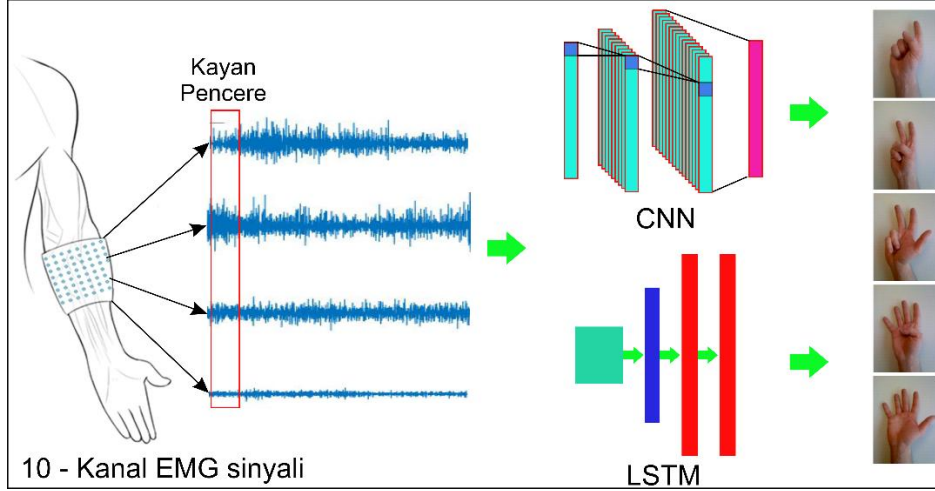 Kayan
Pencere
CNN
LSTM
10 - Kanal EMG sinyali